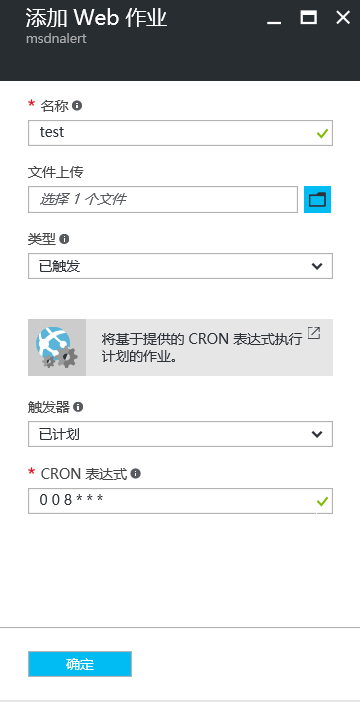 添加 Web 作业
msdnalert
* 名称
test
文件上传
选择 1 个文件
类型
已触发
将基于提供的 CRON 表达式执行
计划的作业。
触发器
已计划
* CRON 表达式
0 0 8 * * *
确定